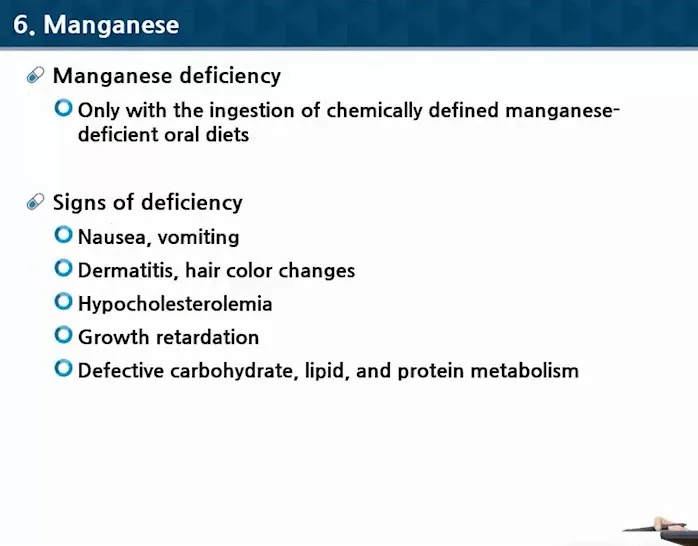 6. Manganese
Manganese deficiency
Only with the ingestion of chemically defined manganese-
deficient oral diets
Signs of deficiency
Nausea, vomiting
Dermatitis, hair color changes
Hypocholesterolemia
Growth retardation
Defective carbohydrate, lipid, and protein metabolism